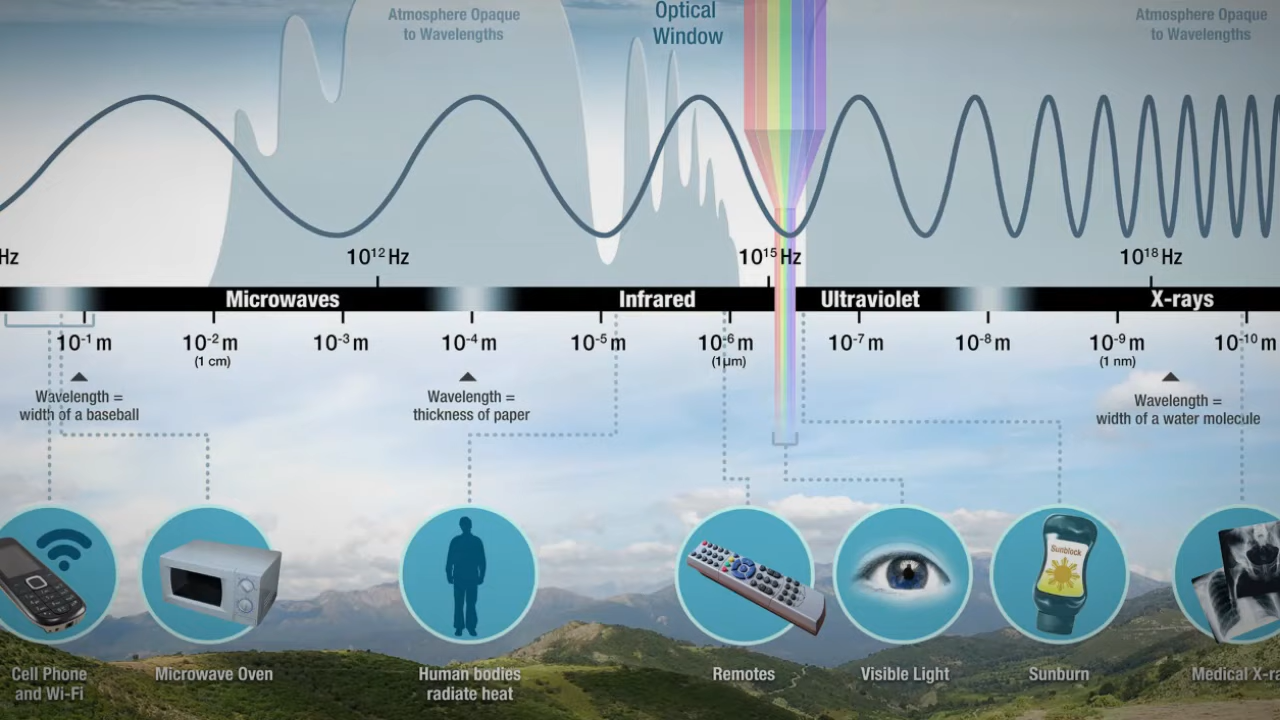 Atmosphere Opaque
to Wavelengths
Optical
Window
Atmosphere Opaque
to Wavelengths
Hz
10¹² Hz
10¹⁵ Hz
10¹⁸ Hz
Microwaves
Infrared
Ultraviolet
X-rays
10⁻¹ m
10⁻² m
(1 cm)
10⁻³ m
10⁻⁴ m
10⁻⁵ m
10⁻⁶ m
(1μm)
10⁻⁷ m
10⁻⁸ m
10⁻⁹ m
(1 nm)
10⁻¹⁰ m
Wavelength =
width of a baseball
Wavelength =
thickness of paper
Wavelength =
width of a water molecule
Sunblock
Cell Phone
and Wi-Fi
Microwave Oven
Human bodies
radiate heat
Remotes
Visible Light
Sunburn
Medical X-ra